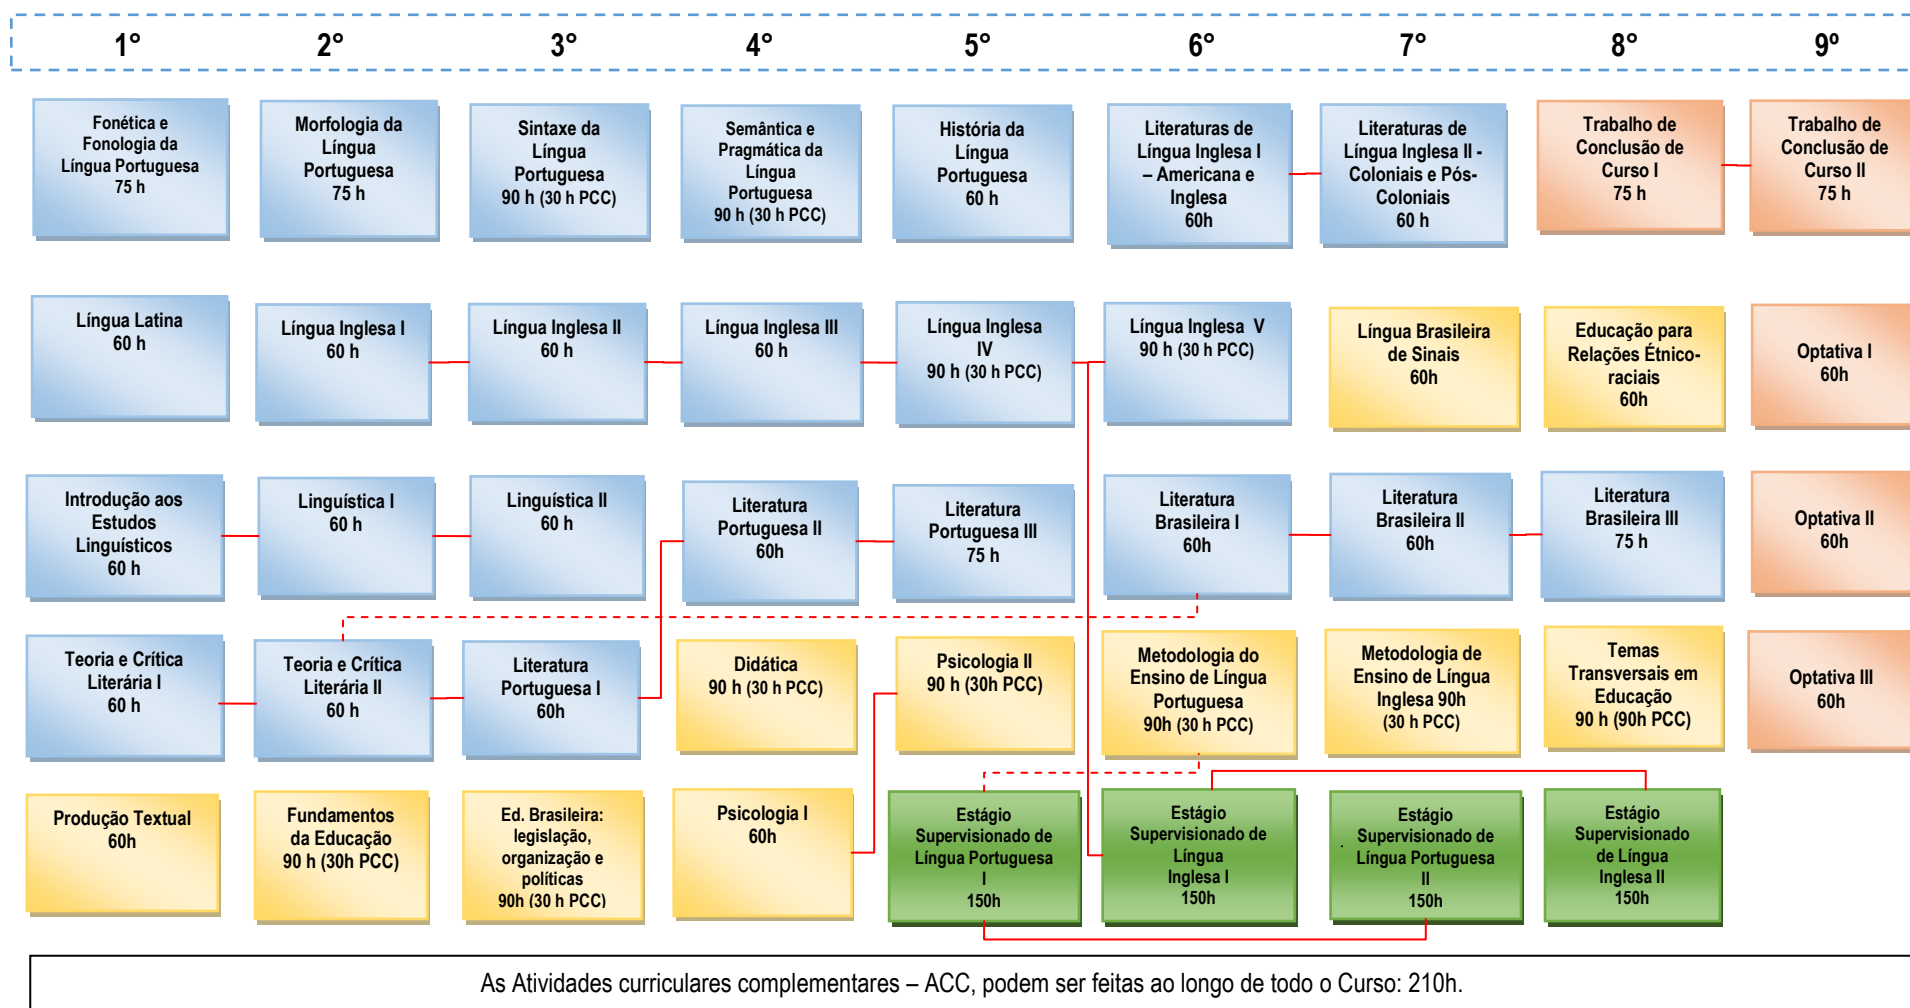 1° 2° 3° 4° 5° 6° 7° 8° 9º
Fonética e
Fonologia da
Língua Portuguesa
75 h
Morfologia da
Língua
Portuguesa
75 h
Sintaxe da
Língua
Portuguesa
90 h (30 h PCC)
Semântica e
Pragmática da
Língua
Portuguesa
90 h (30 h PCC)
História da
Língua
Portuguesa
60 h
Literaturas de
Língua Inglesa I
– Americana e
Inglesa
60h
Literaturas de
Língua Inglesa II -
Coloniais e Pós-
Coloniais
60 h
Trabalho de
Conclusão de
Curso I
75 h
Trabalho de
Conclusão de
Curso II
75 h
Língua Latina
60 h
Língua Inglesa I
60 h
Língua Inglesa II
60 h
Língua Inglesa III
60 h
Língua Inglesa
IV
90 h (30 h PCC)
Língua Inglesa V
90 h (30 h PCC)
Língua Brasileira
de Sinais
60h
Educação para
Relações Étnico-
raciais
60h
Optativa I
60h
Introdução aos
Estudos
Linguísticos
60 h
Linguística I
60 h
Linguística II
60 h
Literatura
Portuguesa II
60h
Literatura
Portuguesa III
75 h
Literatura
Brasileira I
60h
Literatura
Brasileira II
60h
Literatura
Brasileira III
75 h
Optativa II
60h
Teoria e Crítica
Literária I
60 h
Teoria e Crítica
Literária II
60 h
Literatura
Portuguesa I
60h
Didática
90 h (30 h PCC)
Psicologia II
90 h (30h PCC)
Metodologia do
Ensino de Língua
Portuguesa
90h (30 h PCC)
Metodologia de
Ensino de Língua
Inglesa 90h
(30 h PCC)
Temas
Transversais em
Educação
90 h (90h PCC)
Optativa III
60h
Produção Textual
60h
Fundamentos
da Educação
90 h (30h PCC)
Ed. Brasileira:
legislação,
organização e
políticas
90h (30 h PCC)
Psicologia I
60h
Estágio
Supervisionado de
Língua Portuguesa
I
150h
Estágio
Supervisionado de
Língua
Inglesa I
150h
Estágio
Supervisionado de
Língua Portuguesa
II
150h
Estágio
Supervisionado
de Língua
Inglesa II
150h
As Atividades curriculares complementares – ACC, podem ser feitas ao longo de todo o Curso: 210h.